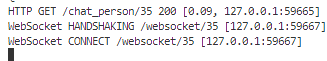 HTTP GET /chat_person/35 200 [0.09, 127.0.0.1:59665]
WebSocket HANDSHAKING /websocket/35 [127.0.0.1:59667]
WebSocket CONNECT /websocket/35 [127.0.0.1:59667]